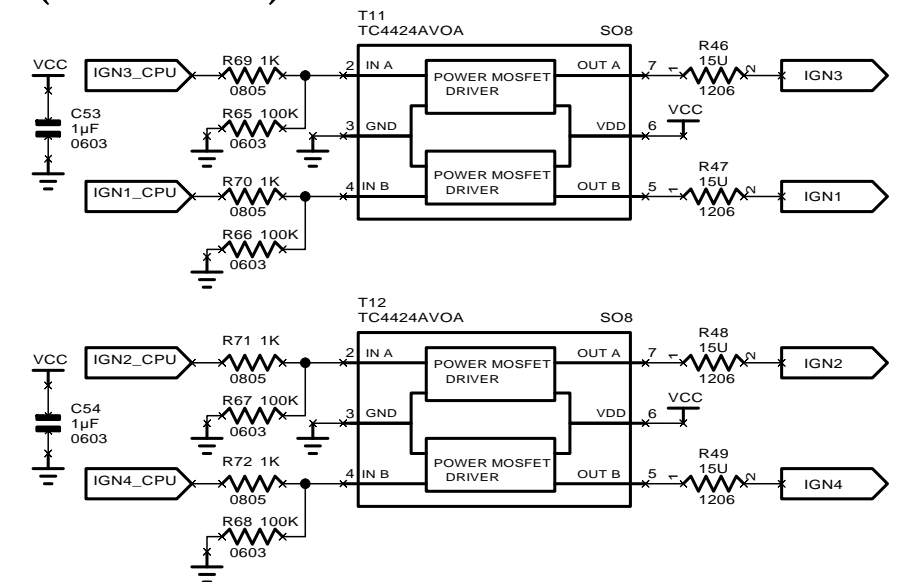 T11
TC4424AVOA SO8
VCC
IGN3_CPU
R69 1K
0805
2 IN A
POWER MOSFET
DRIVER
OUT A 7
R46
15U
1206
1 2
IGN3
C53
1µF
0603
R65 100K
0603
3 GND
VDD 6
VCC
IGN1_CPU
R70 1K
0805
4 IN B
POWER MOSFET
DRIVER
OUT B 5
R47
15U
1206
1 2
IGN1
R66 100K
0603
T12
TC4424AVOA SO8
VCC
IGN2_CPU
R71 1K
0805
2 IN A
POWER MOSFET
DRIVER
OUT A 7
R48
15U
1206
1 2
IGN2
C54
1µF
0603
R67 100K
0603
3 GND
VDD 6
VCC
IGN4_CPU
R72 1K
0805
4 IN B
POWER MOSFET
DRIVER
OUT B 5
R49
15U
1206
1 2
IGN4
R68 100K
0603